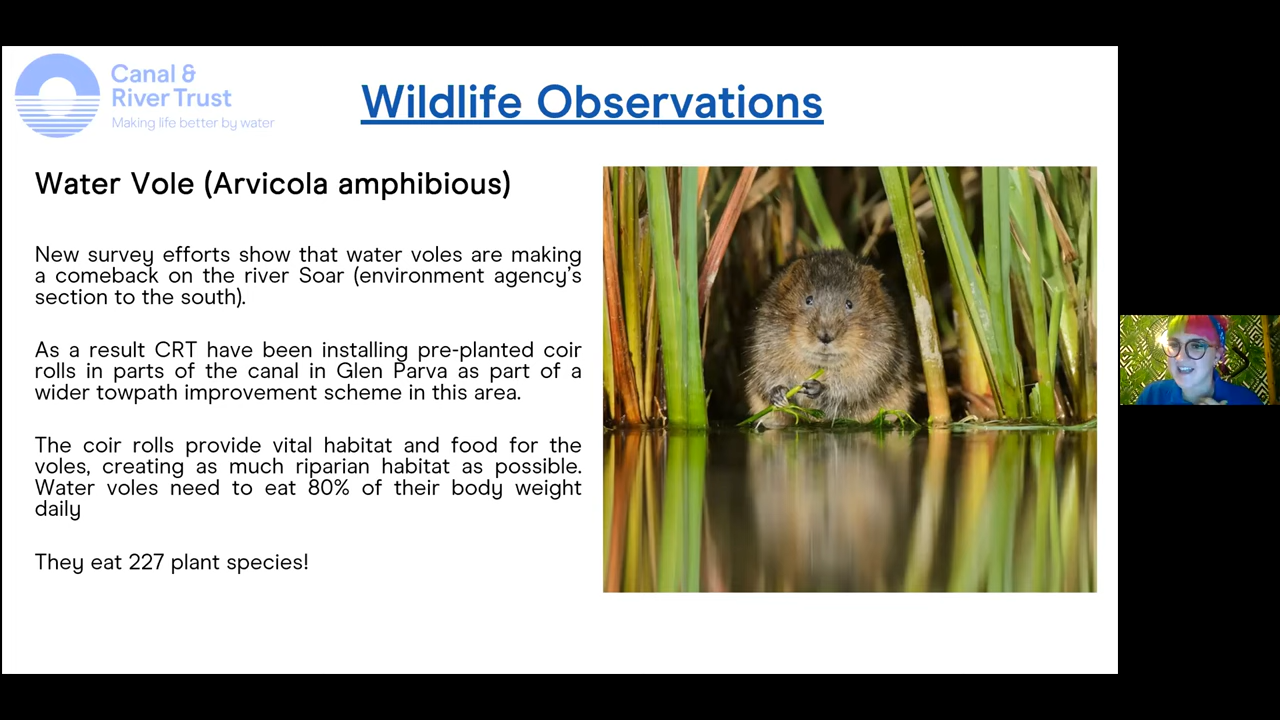 Canal &
River Trust
Making life better by water
Wildlife Observations
Water Vole (Arvicola amphibious)
New survey efforts show that water voles are making
a comeback on the river Soar (environment agency's
section to the south).
As a result CRT have been installing pre-planted coir
rolls in parts of the canal in Glen Parva as part of a
wider towpath improvement scheme in this area.
The coir rolls provide vital habitat and food for the
voles, creating as much riparian habitat as possible.
Water voles need to eat 80% of their body weight
daily
They eat 227 plant species!